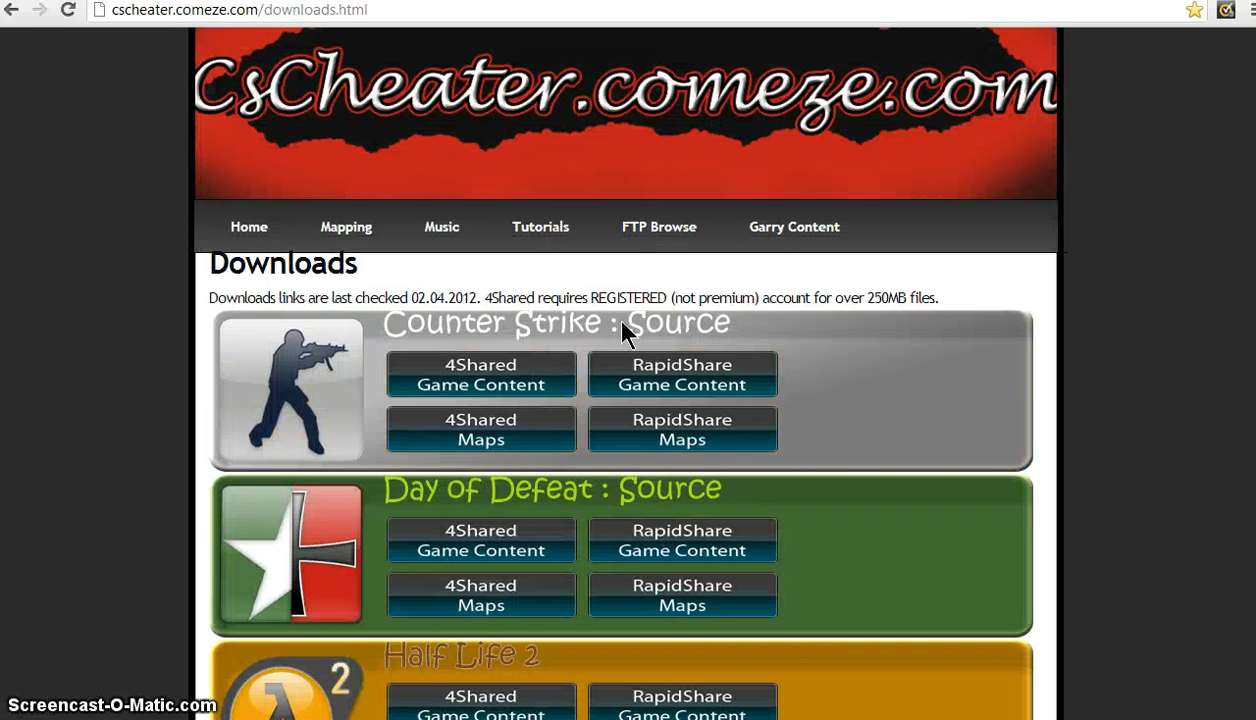 cscheater.comeze.com/downloads.html
CsCheater.comeze.com
Home Mapping Music Tutorials FTP Browse Garry Content
Downloads
Downloads links are last checked 02.04.2012. 4Shared requires REGISTERED (not premium) account for over 250MB files.
Counter Strike : Source
4Shared RapidShare
Game Content Game Content
4Shared RapidShare
Maps Maps
Day of Defeat : Source
4Shared RapidShare
Game Content Game Content
4Shared RapidShare
Maps Maps
Half Life 2
2
4Shared RapidShare
Game Content Game Content
Screencast-O-Matic.com